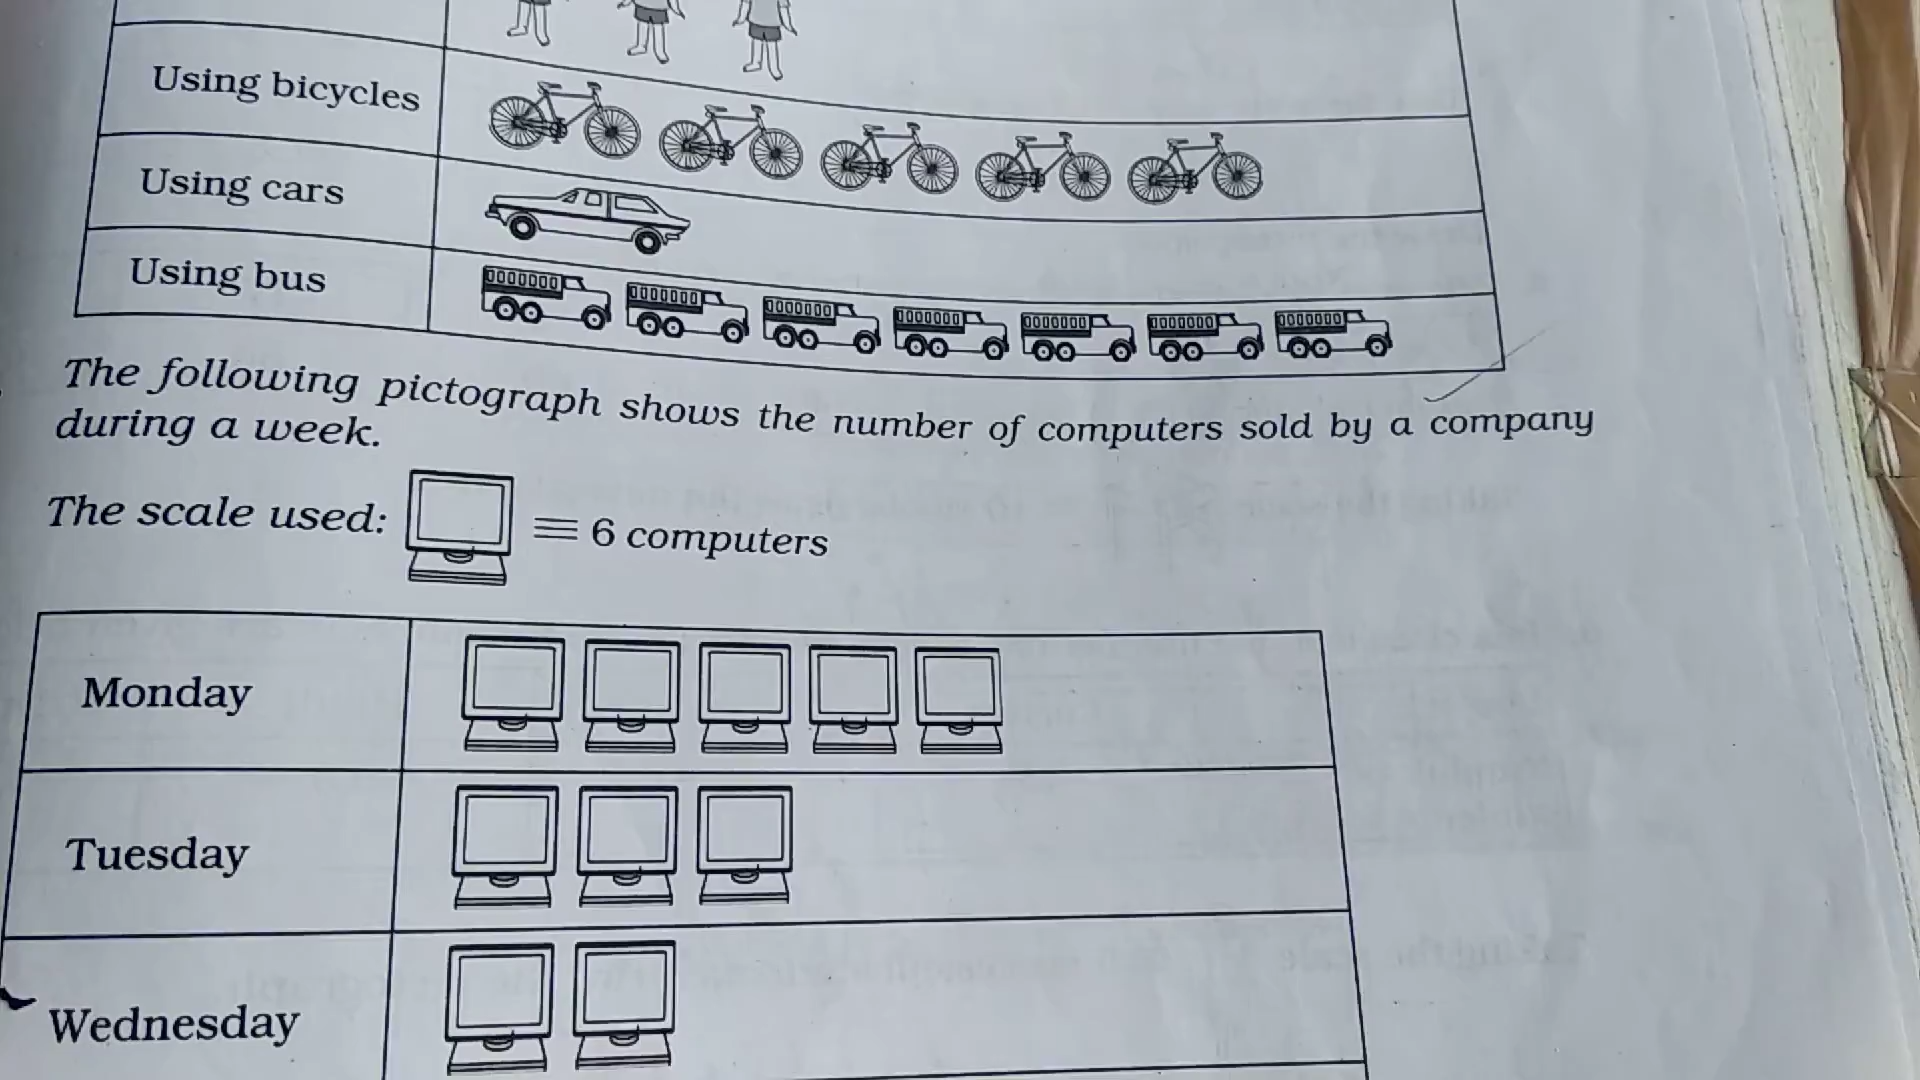 Using bicycles
Using cars
Using bus
The following pictograph shows the number of computers sold by a company
during a week.
The scale used: ≡ 6 computers
Monday
Tuesday
Wednesday